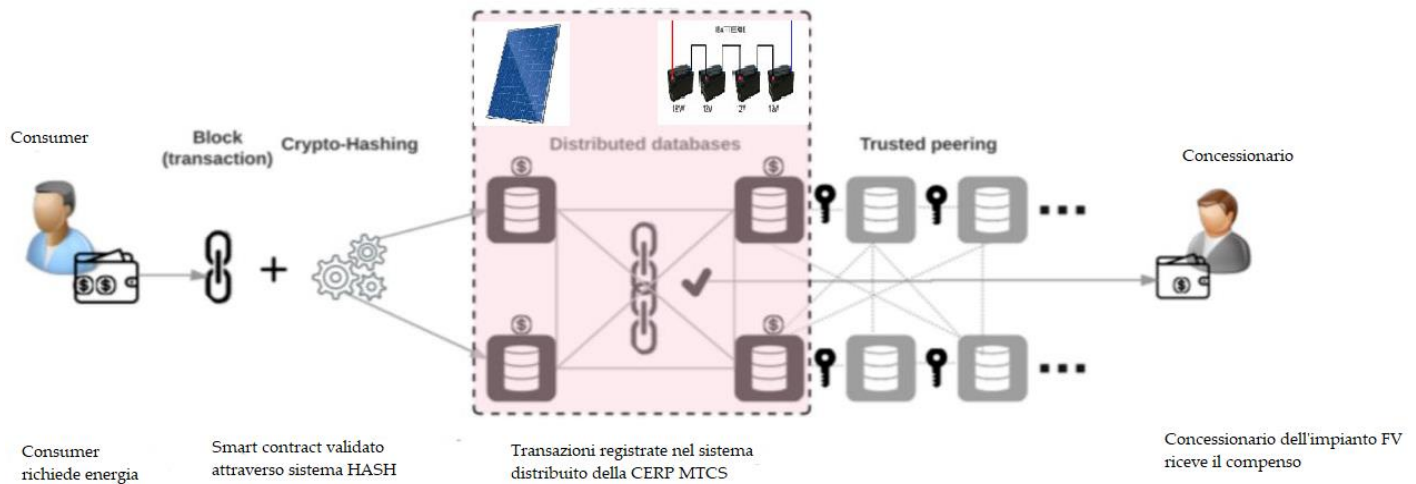 Consumer
Block
(transaction)
Crypto-Hashing
Distributed databases
Trusted peering
Concessionario
Consumer
richiede energia
Smart contract validato
attraverso sistema HASH
Transazioni registrate nel sistema
distribuito della CERP MTCS
Concessionario dell'impianto FV
riceve il compenso